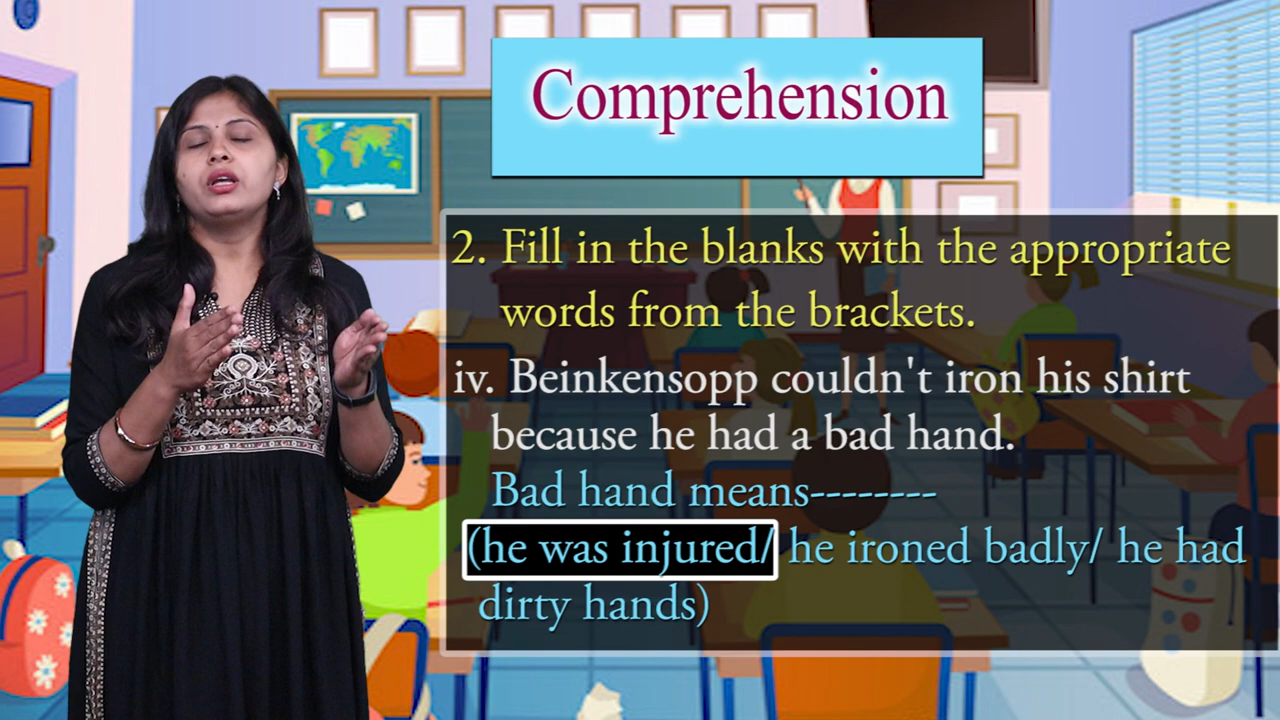 Comprehension
2. Fill in the blanks with the appropriate
words from the brackets.
iv. Beinkensopp couldn't iron his shirt
because he had a bad hand.
Bad hand means--------
(he was injured/ he ironed badly/ he had
dirty hands)